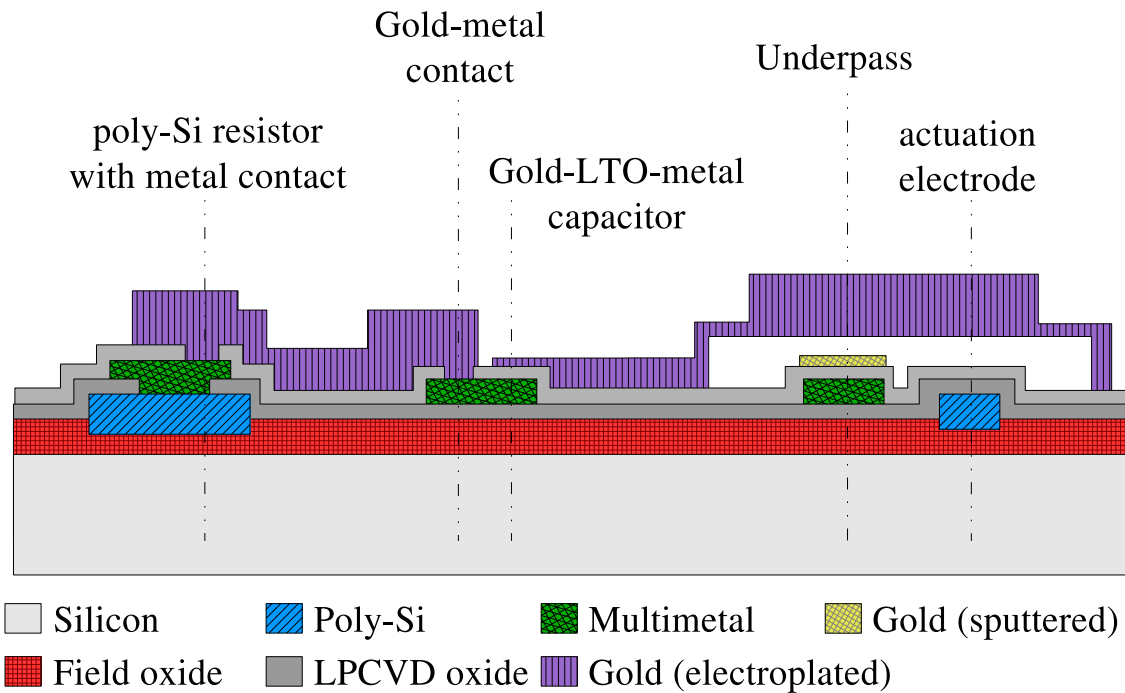 Gold-metal
contact
Underpass
poly-Si resistor
with metal contact
actuation
electrode
Gold-LTO-metal
capacitor
Silicon
Poly-Si
Multimetal
Gold (sputtered)
Field oxide
LPCVD oxide
Gold (electroplated)